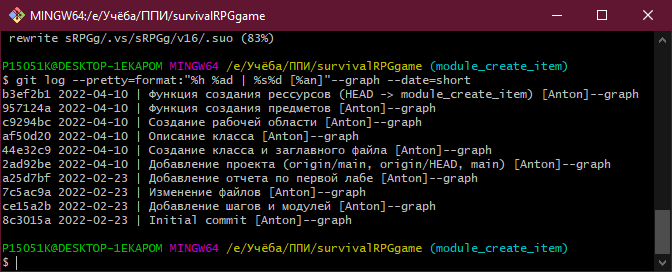 MINGW64:/e/Учёба/ППИ/survivalRPGgame
rewrite sRPGg/.vs/sRPGg/v16/.suo (83%)
P15051K@DESKTOP-1EKAPOM MINGW64 /e/Учёба/ППИ/survivalRPGgame (module_create_item)
$ git log --pretty=format:"%h %ad | %s%d [%an]"--graph --date=short
b3ef2b1 2022-04-10 | Функция создания рессурсов (HEAD -> module_create_item) [Anton]--graph
957124a 2022-04-10 | Функция создания предметов [Anton]--graph
c9294bc 2022-04-10 | Создание рабочей области [Anton]--graph
af50d20 2022-04-10 | Описание класса [Anton]--graph
44e32c9 2022-04-10 | Создание класса и заглавного файла [Anton]--graph
2ad92be 2022-04-10 | Добавление проекта (origin/main, origin/HEAD, main) [Anton]--graph
a25d7bf 2022-02-23 | Добавление отчета по первой лабе [Anton]--graph
7c5ac9a 2022-02-23 | Изменение файлов [Anton]--graph
ce15a2b 2022-02-23 | Добавление шагов и модулей [Anton]--graph
8c3015a 2022-02-23 | Initial commit [Anton]--graph
P15051K@DESKTOP-1EKAPOM MINGW64 /e/Учёба/ППИ/survivalRPGgame (module_create_item)
$